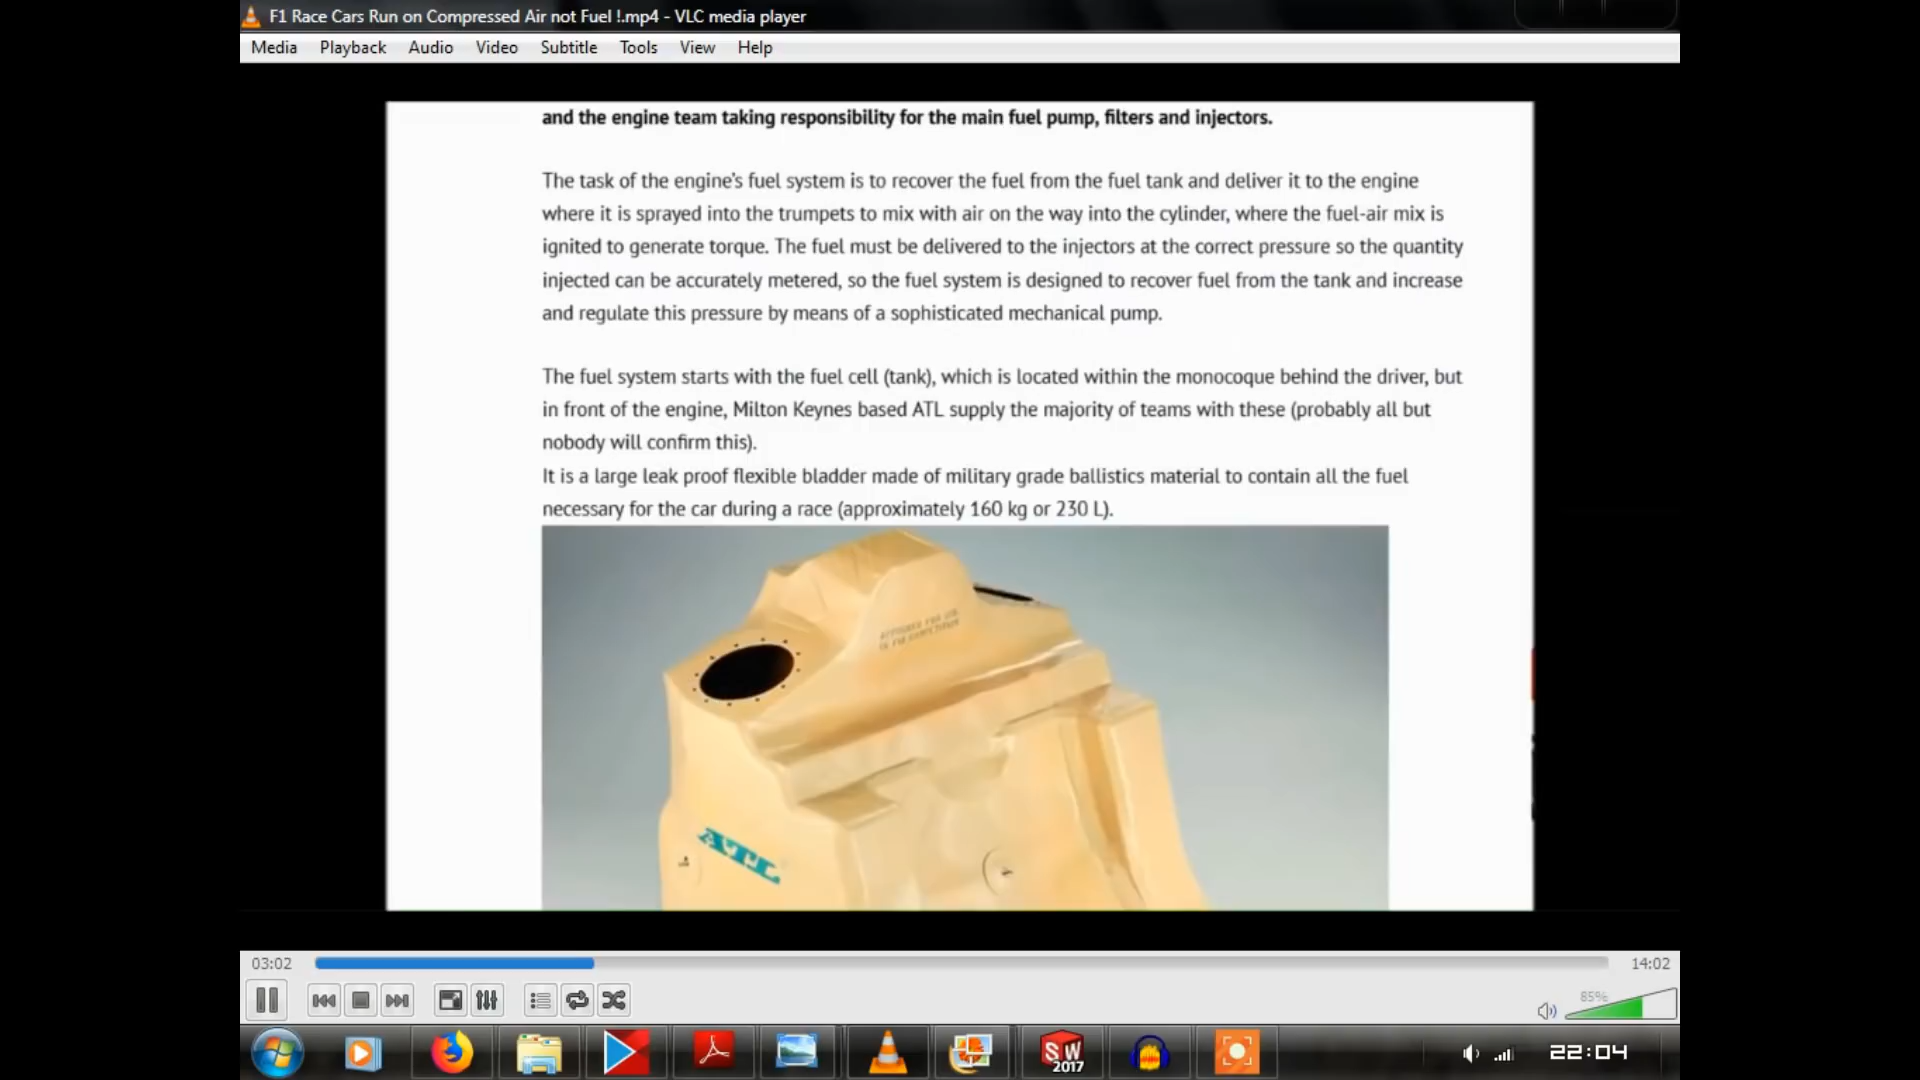 F1 Race Cars Run on Compressed Air not Fuel !.mp4 - VLC media player
Media Playback Audio Video Subtitle Tools View Help
and the engine team taking responsibility for the main fuel pump, filters and injectors.
The task of the engine's fuel system is to recover the fuel from the fuel tank and deliver it to the engine
where it is sprayed into the trumpets to mix with air on the way into the cylinder, where the fuel-air mix is
ignited to generate torque. The fuel must be delivered to the injectors at the correct pressure so the quantity
injected can be accurately metered, so the fuel system is designed to recover fuel from the tank and increase
and regulate this pressure by means of a sophisticated mechanical pump.
The fuel system starts with the fuel cell (tank), which is located within the monocoque behind the driver, but
in front of the engine, Milton Keynes based ATL supply the majority of teams with these (probably all but
nobody will confirm this).
It is a large leak proof flexible bladder made of military grade ballistics material to contain all the fuel
necessary for the car during a race (approximately 160 kg or 230 L).
03:02
14:02
85%
SW
2017
22:04